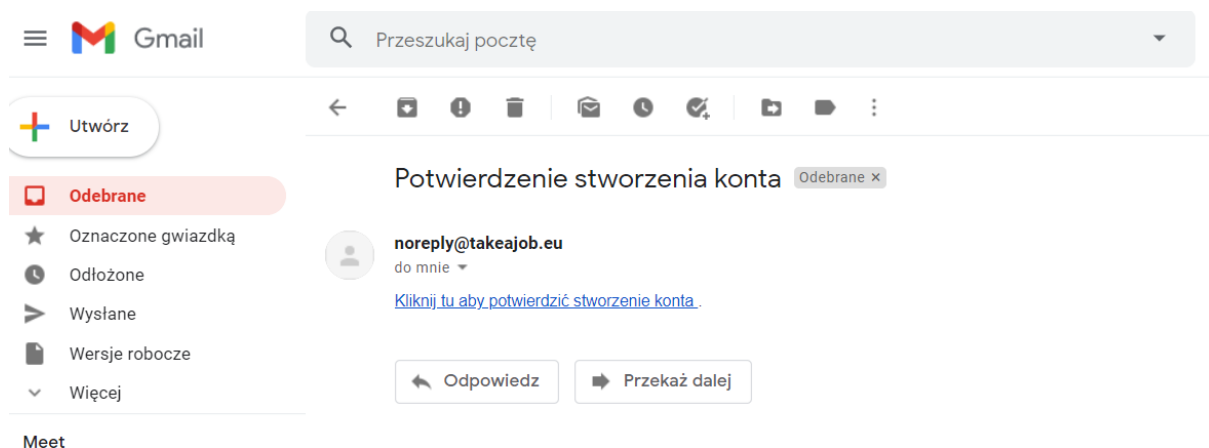 Gmail
Przeszukaj pocztę
Utwórz
Potwierdzenie stworzenia konta Odebrane ×
Odebrane
Oznaczone gwiazdką
Odłożone
Wysłane
Wersje robocze
Więcej
Meet
noreply@takeajob.eu
do mnie
Kliknij tu aby potwierdzić stworzenie konta .
Odpowiedz
Przekaż dalej